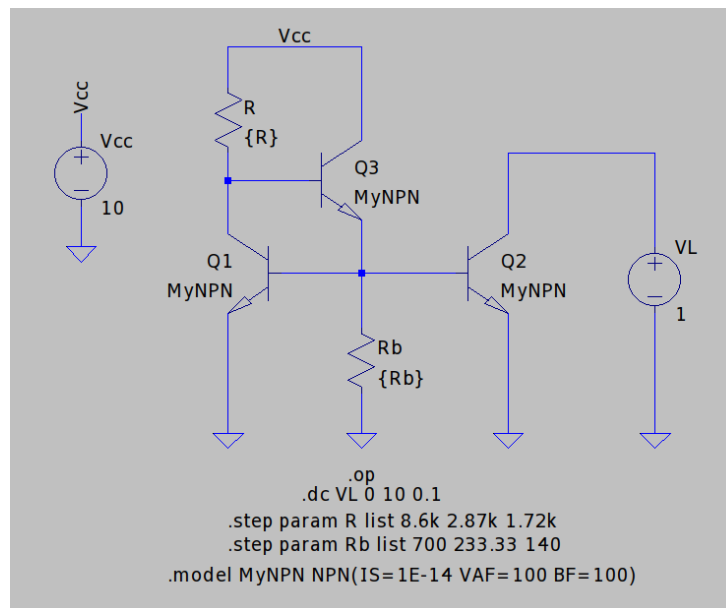 Vcc
Vcc
Vcc
10
R
{R}
Q3
MyNPN
Q1
MyNPN
Q2
MyNPN
VL
1
Rb
{Rb}
.op
.dc VL 0 10 0.1
.step param R list 8.6k 2.87k 1.72k
.step param Rb list 700 233.33 140
.model MyNPN NPN(IS=1E-14 VAF=100 BF=100)